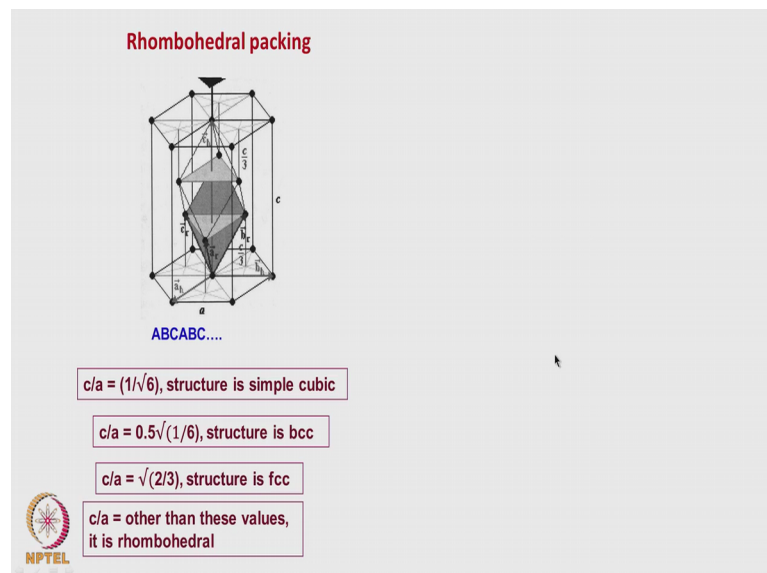 Rhombohedral packing
c⃗h
c/3
c
c⃗r
b⃗r
a⃗r
c/3
b⃗h
a⃗h
a
ABCABC....
c/a = (1/√6), structure is simple cubic
c/a = 0.5√(1/6), structure is bcc
c/a = √(2/3), structure is fcc
c/a = other than these values,
it is rhombohedral
NPTEL